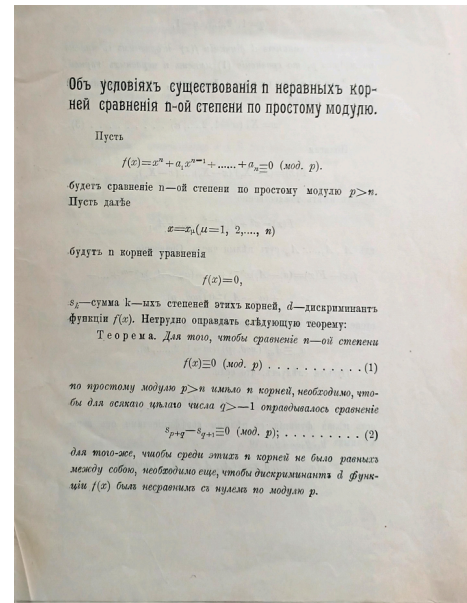 Объ условіяхъ существованія n неравныхъ кор-
ней сравненія n-ой степени по простому модулю.
Пусть
f(x)=xⁿ+a₁xⁿ⁻¹+......+aₙ≡0 (мод. p).
будетъ сравненіе n—ой степени по простому модулю p>n.
Пусть далѣе
x=x_μ(μ=1, 2,...., n)
будутъ n корней уравненія
f(x)=0,
s_k—сумма k—ыхъ степеней этихъ корней, d—дискриминантъ
функціи f(x). Нетрудно оправдать слѣдующую теорему:
Теорема. Для того, чтобы сравненіе n—ой степени
f(x)≡0 (мод. p) . . . . . . . . . . . (1)
по простому модулю p>n имѣло n корней, необходимо, что-
бы для всякаго цѣлаго числа q>—1 оправдывалось сравненіе
s_{p+q}—s_{q+1}≡0 (мод. p); . . . . . . . . . (2)
для того-же, чтобы среди этихъ n корней не было равныхъ
между собою, необходимо еще, чтобы дискриминантъ d функ-
ціи f(x) былъ несравнимъ съ нулемъ по модулю p.